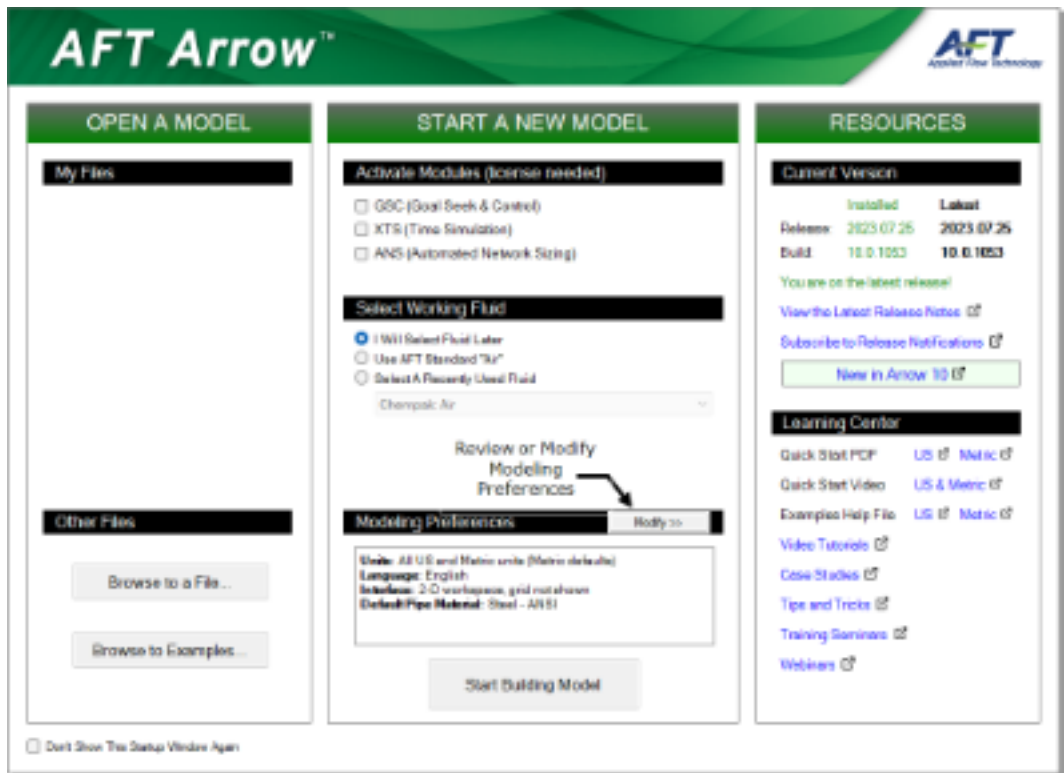 AFT Arrow™
AFT
Applied Flow Technology
OPEN A MODEL
My Files
Other Files
Browse to a File...
Browse to Examples...
START A NEW MODEL
Activate Modules (license needed)
GSC (Goal Seek & Control)
XTS (Time Simulation)
ANS (Automated Network Sizing)
Select Working Fluid
I Will Select Fluid Later
Use AFT Standard "Air"
Select A Recently Used Fluid
Chempak: Air
Review or Modify
Modeling
Preferences
Modeling Preferences
Modify >>
Units: All US and Metric units (Metric defaults)
Language: English
Interface: 2-D workspace, grid not shown
Default Pipe Material: Steel - ANSI
Start Building Model
RESOURCES
Current Version
Installed Latest
Release: 2023.07.25 2023.07.25
Build: 10.0.1053 10.0.1053
You are on the latest release!
View the Latest Release Notes
Subscribe to Release Notifications
New in Arrow 10
Learning Center
Quick Start PDF US Metric
Quick Start Video US & Metric
Examples Help File US Metric
Video Tutorials
Case Studies
Tips and Tricks
Training Seminars
Webinars
Don't Show This Startup Window Again